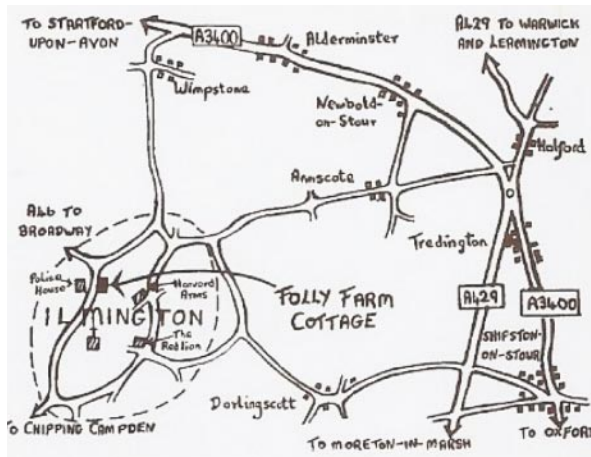 TO STARTFORD-
UPON-AVON
A3400
Alderminster
A429 TO WARWICK
AND LEAMINGTON
Wimpstone
Newbold-
on-Stour
Halford
Armscote
A46 TO
BROADWAY
Tredington
Police
House
Harvard
Arms
FOLLY FARM
COTTAGE
A429
A3400
ILMINGTON
The
Red Lion
SHIPSTON-
ON-STOUR
Darlingscott
TO CHIPPING CAMPDEN
TO MORETON-IN-MARSH
TO OXFORD